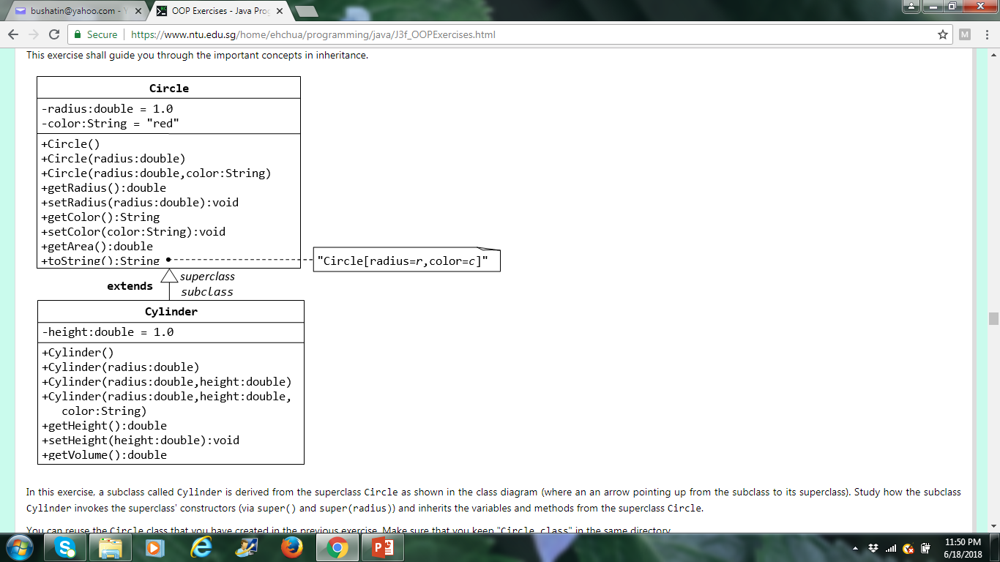 bushatin@yahoo.com - Y
OOP Exercises - Java Prog
Secure
https://www.ntu.edu.sg/home/ehchua/programming/java/J3f_OOPExercises.html
M
This exercise shall guide you through the important concepts in inheritance.
Circle
-radius:double = 1.0
-color:String = "red"
+Circle()
+Circle(radius:double)
+Circle(radius:double,color:String)
+getRadius():double
+setRadius(radius:double):void
+getColor():String
+setColor(color:String):void
+getArea():double
+toString():String
"Circle[radius=r,color=c]"
superclass
extends
subclass
Cylinder
-height:double = 1.0
+Cylinder()
+Cylinder(radius:double)
+Cylinder(radius:double,height:double)
+Cylinder(radius:double,height:double,
color:String)
+getHeight():double
+setHeight(height:double):void
+getVolume():double
In this exercise, a subclass called Cylinder is derived from the superclass Circle as shown in the class diagram (where an an arrow pointing up from the subclass to its superclass). Study how the subclass
Cylinder invokes the superclass' constructors (via super() and super(radius)) and inherits the variables and methods from the superclass Circle.
You can reuse the Circle class that you have created in the previous exercise. Make sure that you keep "Circle.class" in the same directory.
11:50 PM
6/18/2018